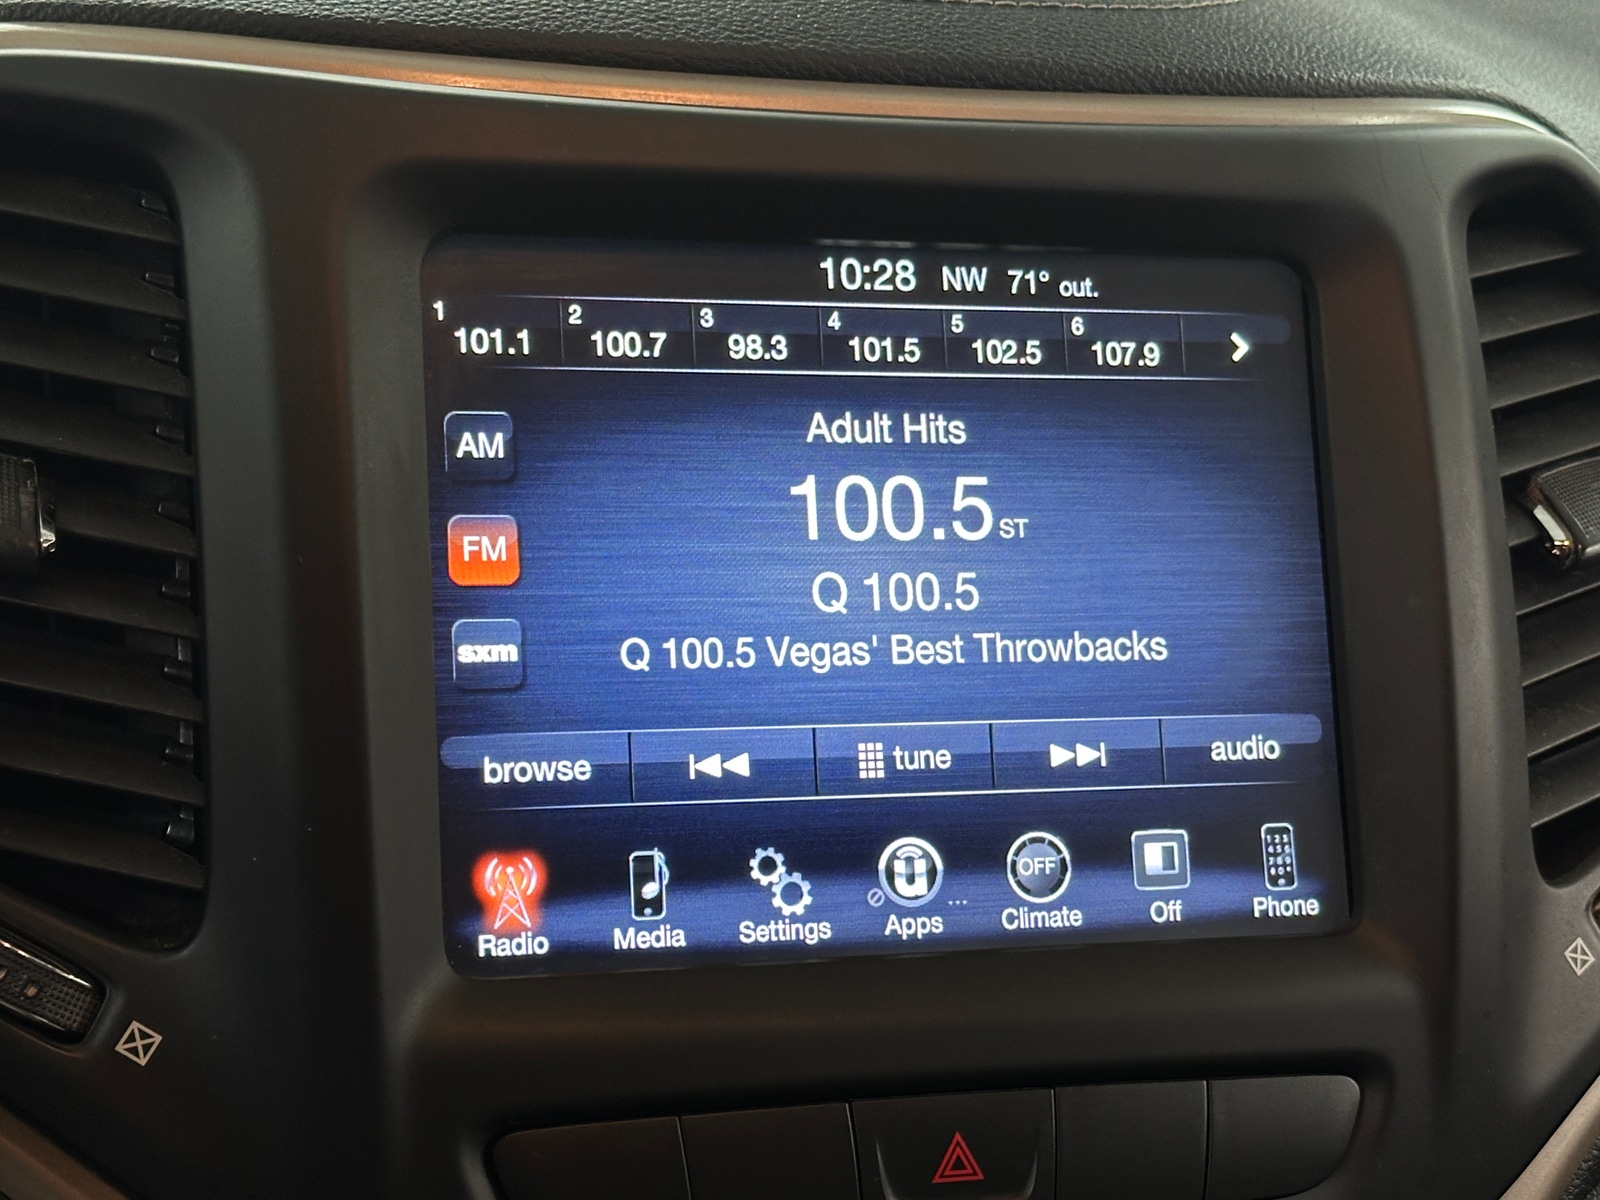 10:28 NW 71° out.
1 101.1 2 100.7 3 98.3 4 101.5 5 102.5 6 107.9
Adult Hits
AM
100.5 ST
FM
Q 100.5
sxm
Q 100.5 Vegas' Best Throwbacks
browse tune audio
OFF
Radio Media Settings Apps Climate Off Phone